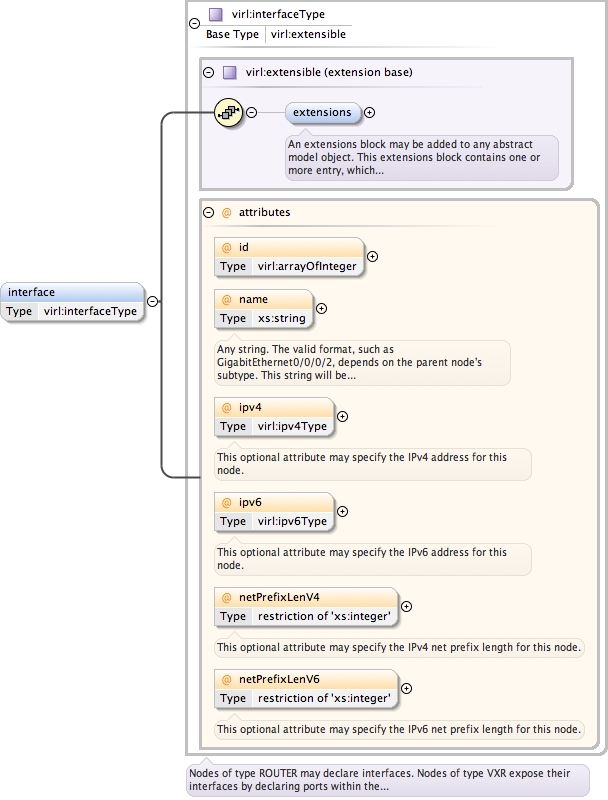 virl:interfaceType
Base Type virl:extensible
virl:extensible (extension base)
extensions
An extensions block may be added to any abstract
model object. This extensions block contains one or
more entry, which...
@ attributes
@ id
Type virl:arrayOfInteger
interface
Type virl:interfaceType
@ name
Type xs:string
Any string. The valid format, such as
GigabitEthernet0/0/0/2, depends on the parent node's
subtype. This string will be...
@ ipv4
Type virl:ipv4Type
This optional attribute may specify the IPv4 address for this
node.
@ ipv6
Type virl:ipv6Type
This optional attribute may specify the IPv6 address for this
node.
@ netPrefixLenV4
Type restriction of 'xs:integer'
This optional attribute may specify the IPv4 net prefix length for this node.
@ netPrefixLenV6
Type restriction of 'xs:integer'
This optional attribute may specify the IPv6 net prefix length for this node.
Nodes of type ROUTER may declare interfaces. Nodes of type VXR expose their
interfaces by declaring ports within the...